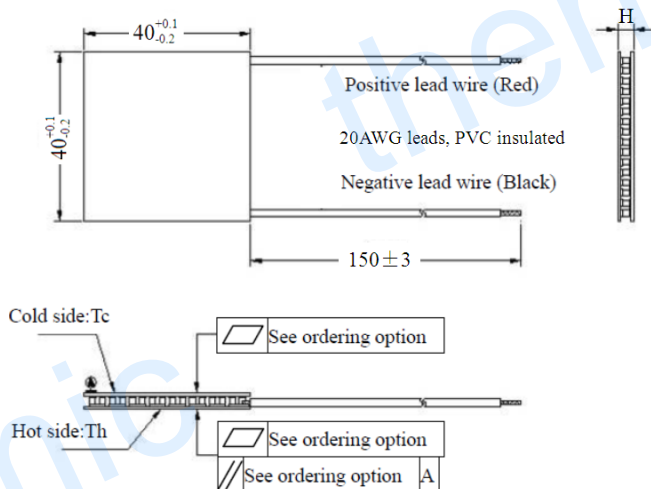 40+0.1-0.2
H
Positive lead wire (Red)
40+0.1-0.2
20AWG leads, PVC insulated
Negative lead wire (Black)
150±3
Cold side:Tc
See ordering option
A
Hot side:Th
See ordering option
See ordering option A